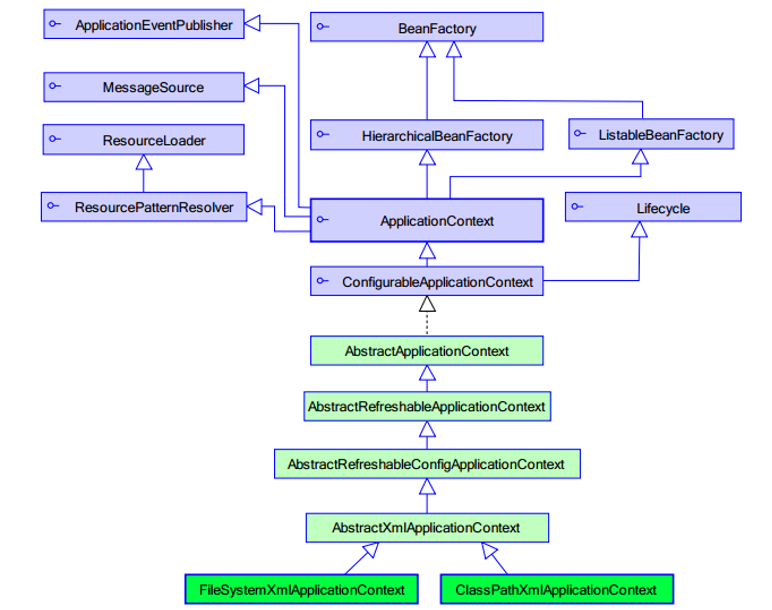 ApplicationEventPublisher
BeanFactory
MessageSource
ResourceLoader
HierarchicalBeanFactory
ListableBeanFactory
ResourcePatternResolver
ApplicationContext
Lifecycle
ConfigurableApplicationContext
AbstractApplicationContext
AbstractRefreshableApplicationContext
AbstractRefreshableConfigApplicationContext
AbstractXmlApplicationContext
FileSystemXmlApplicationContext
ClassPathXmlApplicationContext